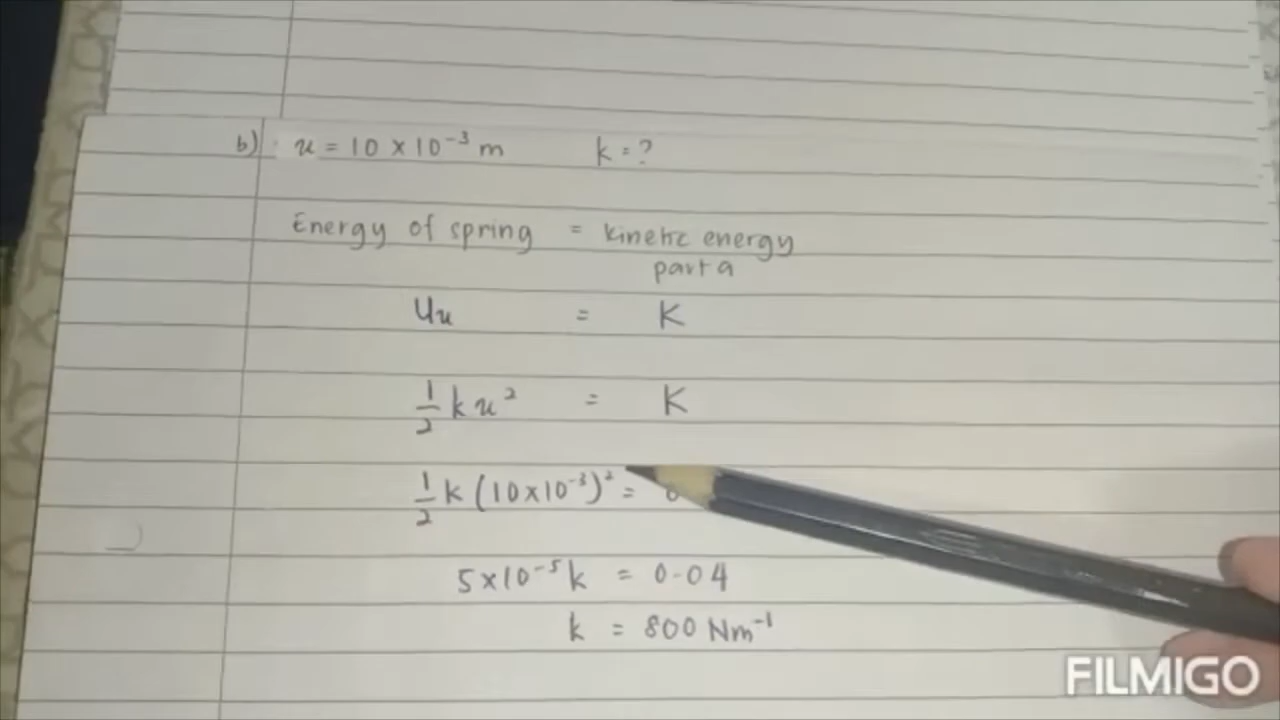 b) x = 10 × 10⁻³ m k = ?
Energy of spring = kinetic energy
part a
Ux = K
1/2 k x² = K
1/2 k (10×10⁻³)² = 0
5×10⁻⁵ k = 0.04
k = 800 Nm⁻¹
FILMIGO